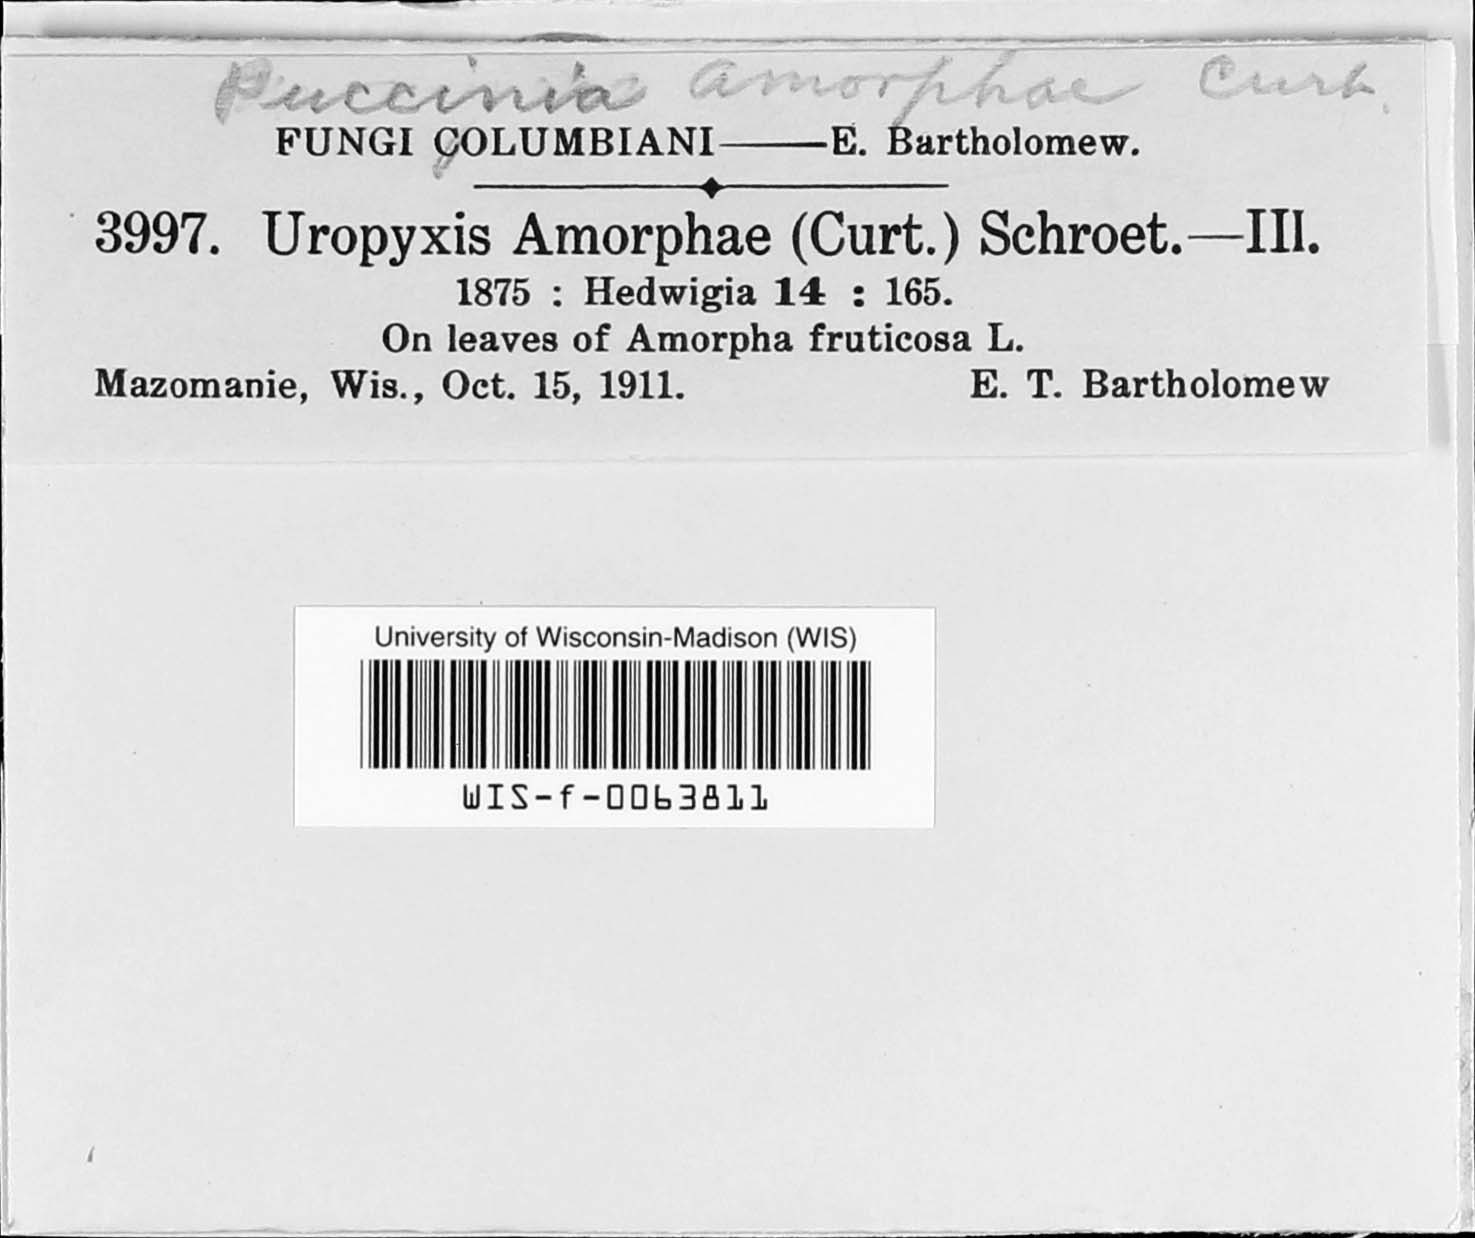 Puccinia amorphae Curt.
FUNGI COLUMBIANI——E. Bartholomew.
3997. Uropyxis Amorphae (Curt.) Schroet.—III.
1875 : Hedwigia 14 : 165.
On leaves of Amorpha fruticosa L.
Mazomanie, Wis., Oct. 15, 1911. E. T. Bartholomew
University of Wisconsin-Madison (WIS)
WIS-f-0063811